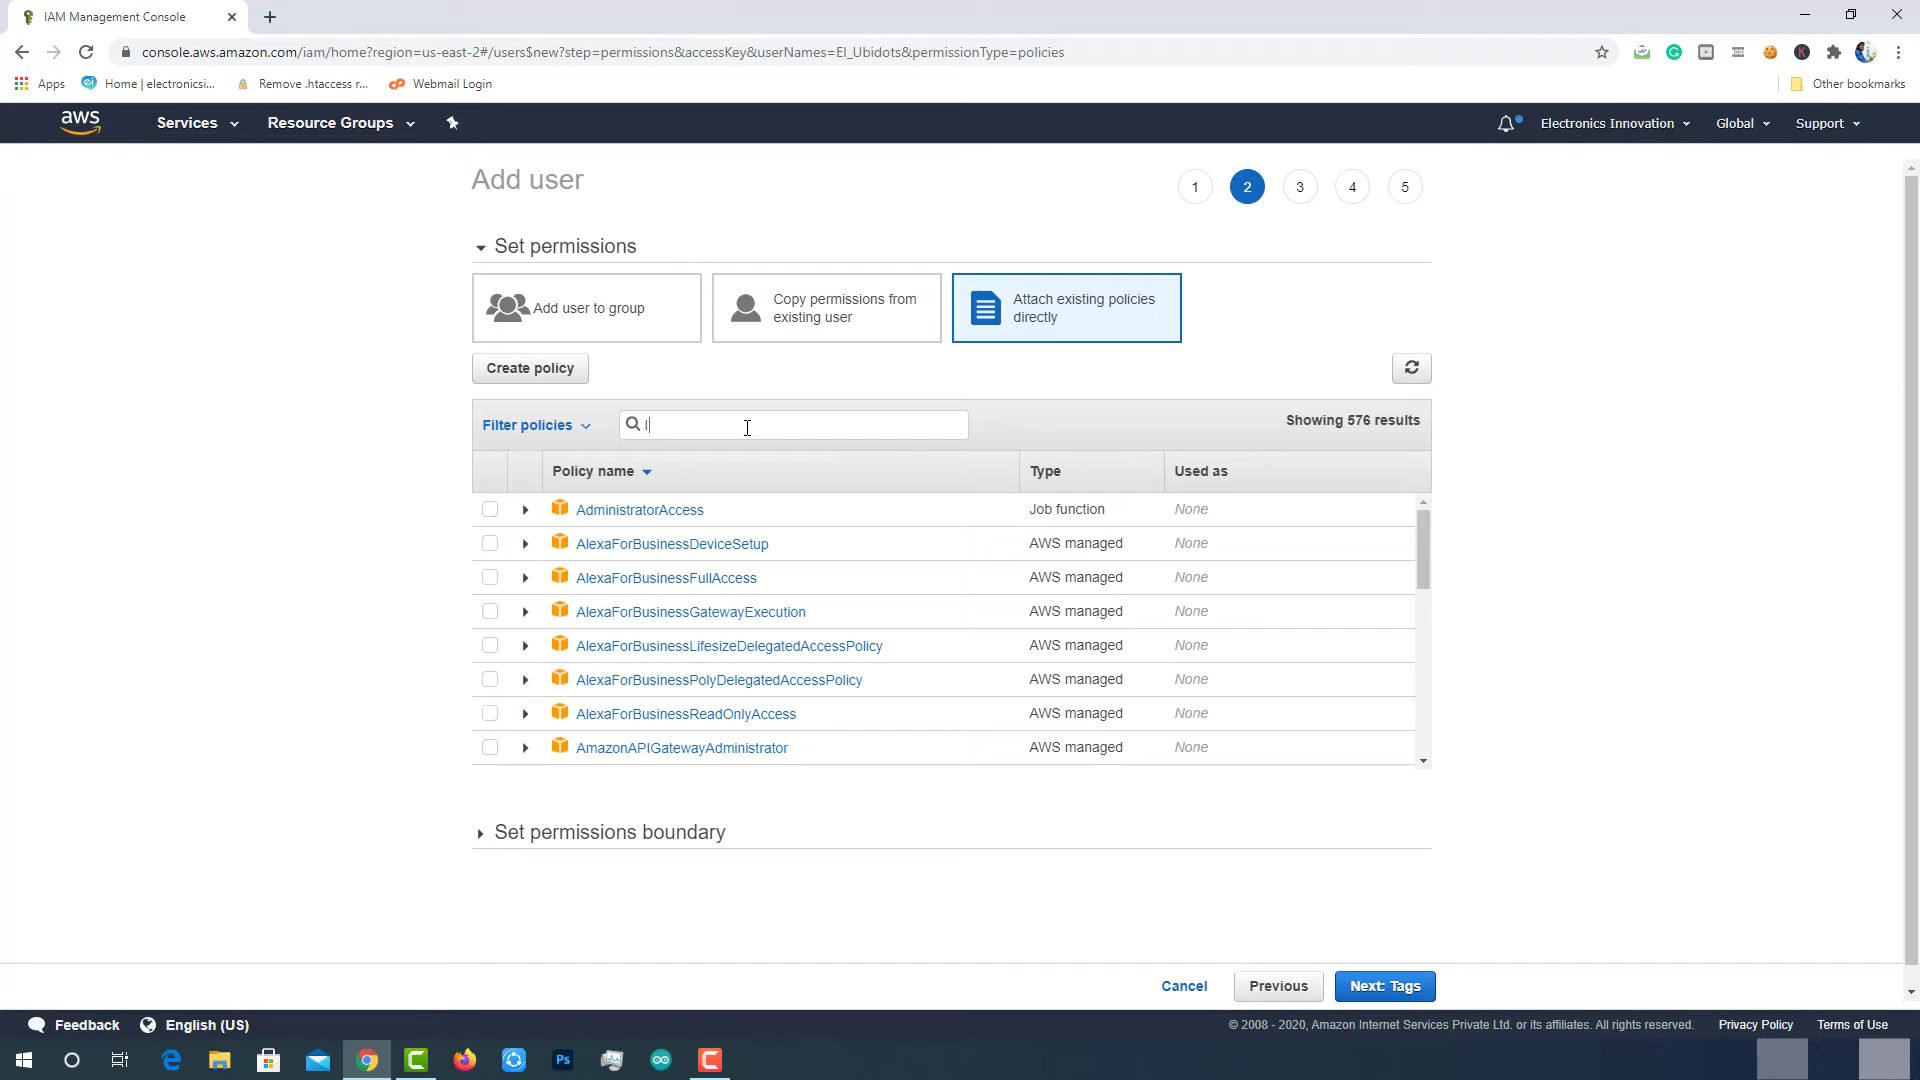 IAM Management Console
console.aws.amazon.com/iam/home?region=us-east-2#/users$new?step=permissions&accessKey&userNames=EI_Ubidots&permissionType=policies
Apps
Home | electronicsi...
Remove .htaccess r...
Webmail Login
Other bookmarks
aws
Services
Resource Groups
Electronics Innovation
Global
Support
Add user
1
2
3
4
5
Set permissions
Add user to group
Copy permissions from existing user
Attach existing policies directly
Create policy
Filter policies
Showing 576 results
Policy name
Type
Used as
AdministratorAccess Job function None
AlexaForBusinessDeviceSetup AWS managed None
AlexaForBusinessFullAccess AWS managed None
AlexaForBusinessGatewayExecution AWS managed None
AlexaForBusinessLifesizeDelegatedAccessPolicy AWS managed None
AlexaForBusinessPolyDelegatedAccessPolicy AWS managed None
AlexaForBusinessReadOnlyAccess AWS managed None
AmazonAPIGatewayAdministrator AWS managed None
Set permissions boundary
Cancel
Previous
Next: Tags
Feedback
English (US)
© 2008 - 2020, Amazon Internet Services Private Ltd. or its affiliates. All rights reserved.
Privacy Policy
Terms of Use
Ps